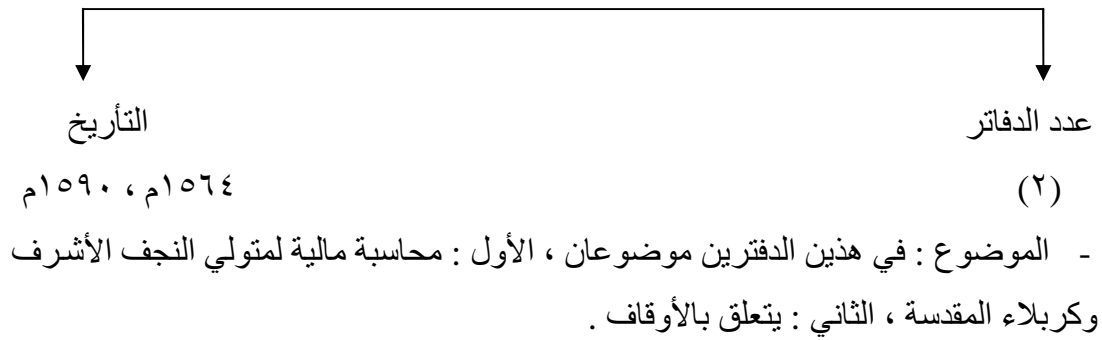 عدد الدفاتر التأريخ
(٢) ١٥٦٤م ، ١٥٩٠م
- الموضوع : في هذين الدفترين موضوعان ، الأول : محاسبة مالية لمتولي النجف الأشرف
وكربلاء المقدسة ، الثاني : يتعلق بالأوقاف .